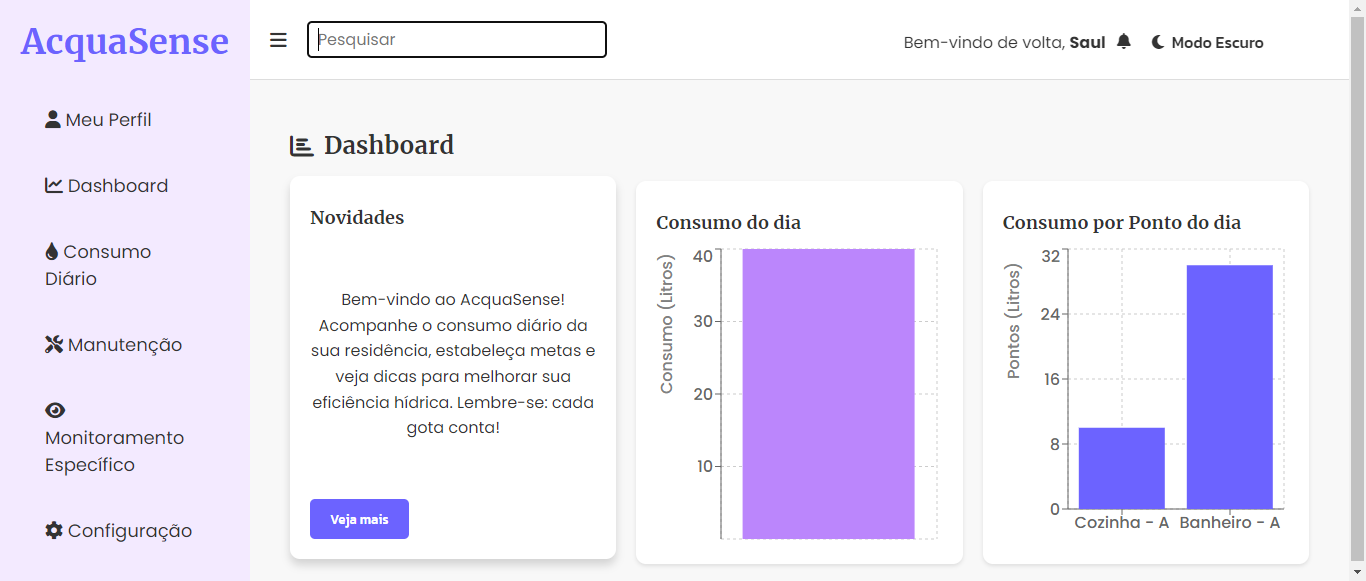 AcquaSense
Meu Perfil
Dashboard
Consumo
Diário
Manutenção
Monitoramento
Específico
Configuração
Pesquisar
Bem-vindo de volta, Saul
Modo Escuro
Dashboard
Novidades
Bem-vindo ao AcquaSense!
Acompanhe o consumo diário da
sua residência, estabeleça metas e
veja dicas para melhorar sua
eficiência hídrica. Lembre-se: cada
gota conta!
Veja mais
Consumo do dia
Consumo (Litros)
40
30
20
10
Consumo por Ponto do dia
Pontos (Litros)
32
24
16
8
0
Cozinha - A Banheiro - A